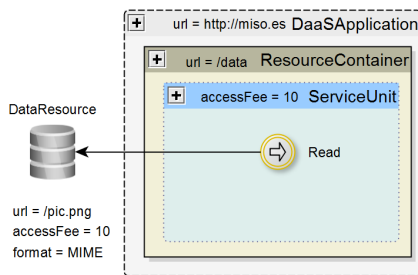 url = http://miso.es DaaSApplication
url = /data ResourceContainer
accessFee = 10 ServiceUnit
DataResource
Read
url = /pic.png
accessFee = 10
format = MIME